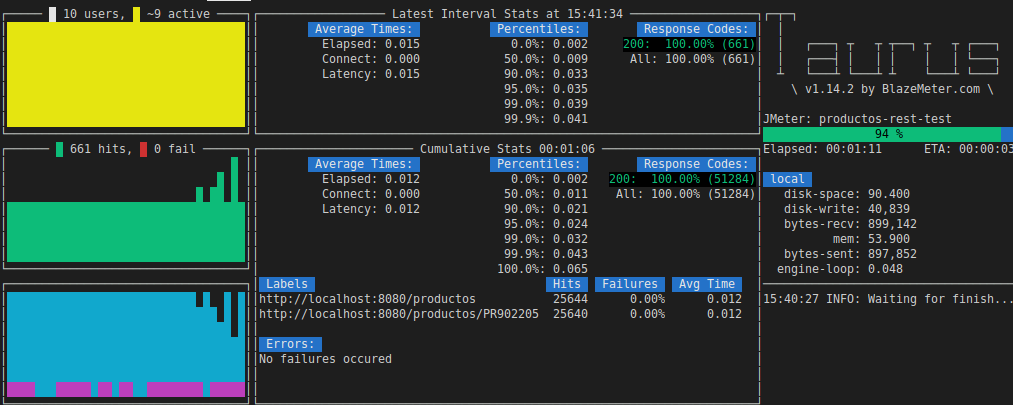 10 users, ~9 active
Latest Interval Stats at 15:41:34
Average Times: Percentiles: Response Codes:
Elapsed: 0.015 0.0%: 0.002 200: 100.00% (661)
Connect: 0.000 50.0%: 0.009 All: 100.00% (661)
Latency: 0.015 90.0%: 0.033
95.0%: 0.035
99.0%: 0.039
99.9%: 0.041
661 hits, 0 fail
Cumulative Stats 00:01:06
Average Times: Percentiles: Response Codes:
Elapsed: 0.012 0.0%: 0.002 200: 100.00% (51284)
Connect: 0.000 50.0%: 0.011 All: 100.00% (51284)
Latency: 0.012 90.0%: 0.021
95.0%: 0.024
99.0%: 0.032
99.9%: 0.043
100.0%: 0.065
Labels Hits Failures Avg Time
http://localhost:8080/productos 25644 0.00% 0.012
http://localhost:8080/productos/PR902205 25640 0.00% 0.012
Errors:
No failures occured
Taurus
\ v1.14.2 by BlazeMeter.com \
JMeter: productos-rest-test
94 %
Elapsed: 00:01:11 ETA: 00:00:03
local
disk-space: 90.400
disk-write: 40,839
bytes-recv: 899,142
mem: 53.900
bytes-sent: 897,852
engine-loop: 0.048
15:40:27 INFO: Waiting for finish...